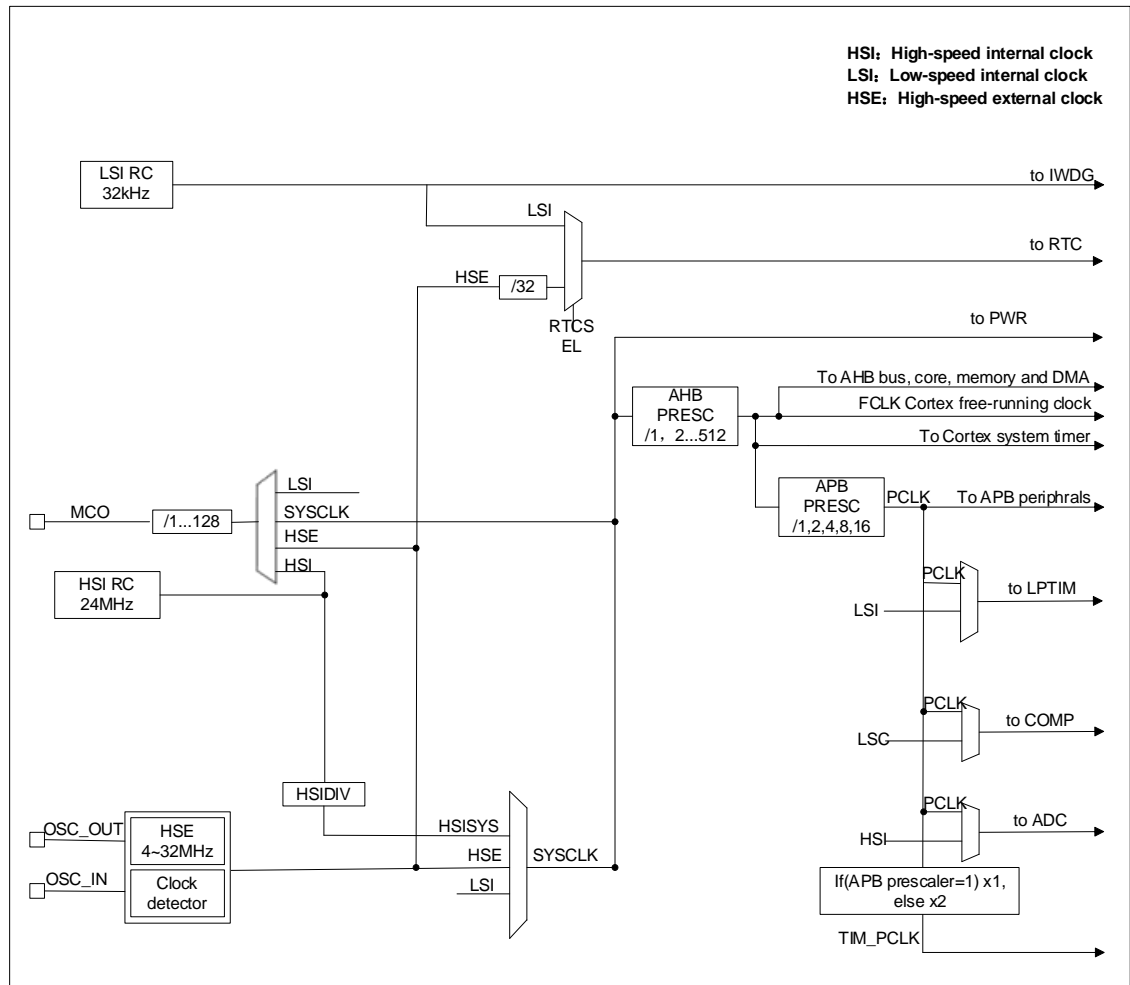 HSI：High-speed internal clock
LSI：Low-speed internal clock
HSE：High-speed external clock
LSI RC
32kHz
to IWDG
LSI
to RTC
HSE
/32
RTCS
EL
to PWR
To AHB bus, core, memory and DMA
AHB
PRESC
/1，2...512
FCLK Cortex free-running clock
To Cortex system timer
LSI
MCO
/1...128
SYSCLK
APB
PRESC
/1,2,4,8,16
PCLK
To APB periphrals
HSE
HSI
HSI RC
24MHz
PCLK
to LPTIM
LSI
PCLK
to COMP
LSC
HSIDIV
PCLK
to ADC
HSI
OSC_OUT
HSE
4~32MHz
HSISYS
HSE
SYSCLK
LSI
OSC_IN
Clock
detector
If(APB prescaler=1) x1,
else x2
TIM_PCLK